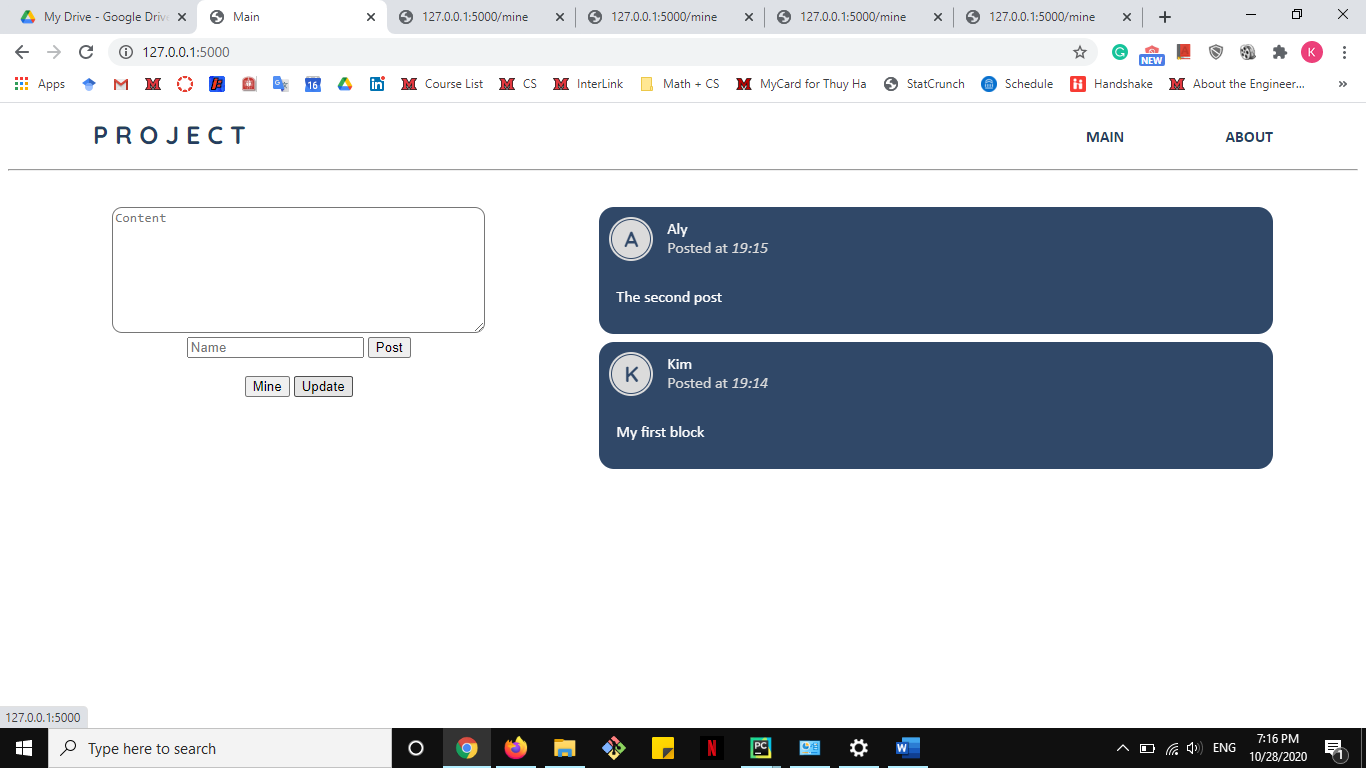 My Drive - Google Driv
Main
127.0.0.1:5000/mine
127.0.0.1:5000/mine
127.0.0.1:5000/mine
127.0.0.1:5000/mine
127.0.0.1:5000
NEW
K
Apps
16
Course List
CS
InterLink
Math + CS
MyCard for Thuy Ha
StatCrunch
Schedule
Handshake
About the Engineer...
»
PROJECT
MAIN
ABOUT
Content
Name
Post
Mine
Update
A
Aly
Posted at 19:15
The second post
K
Kim
Posted at 19:14
My first block
127.0.0.1:5000
Type here to search
PC
N
W
ENG
7:16 PM
10/28/2020
1